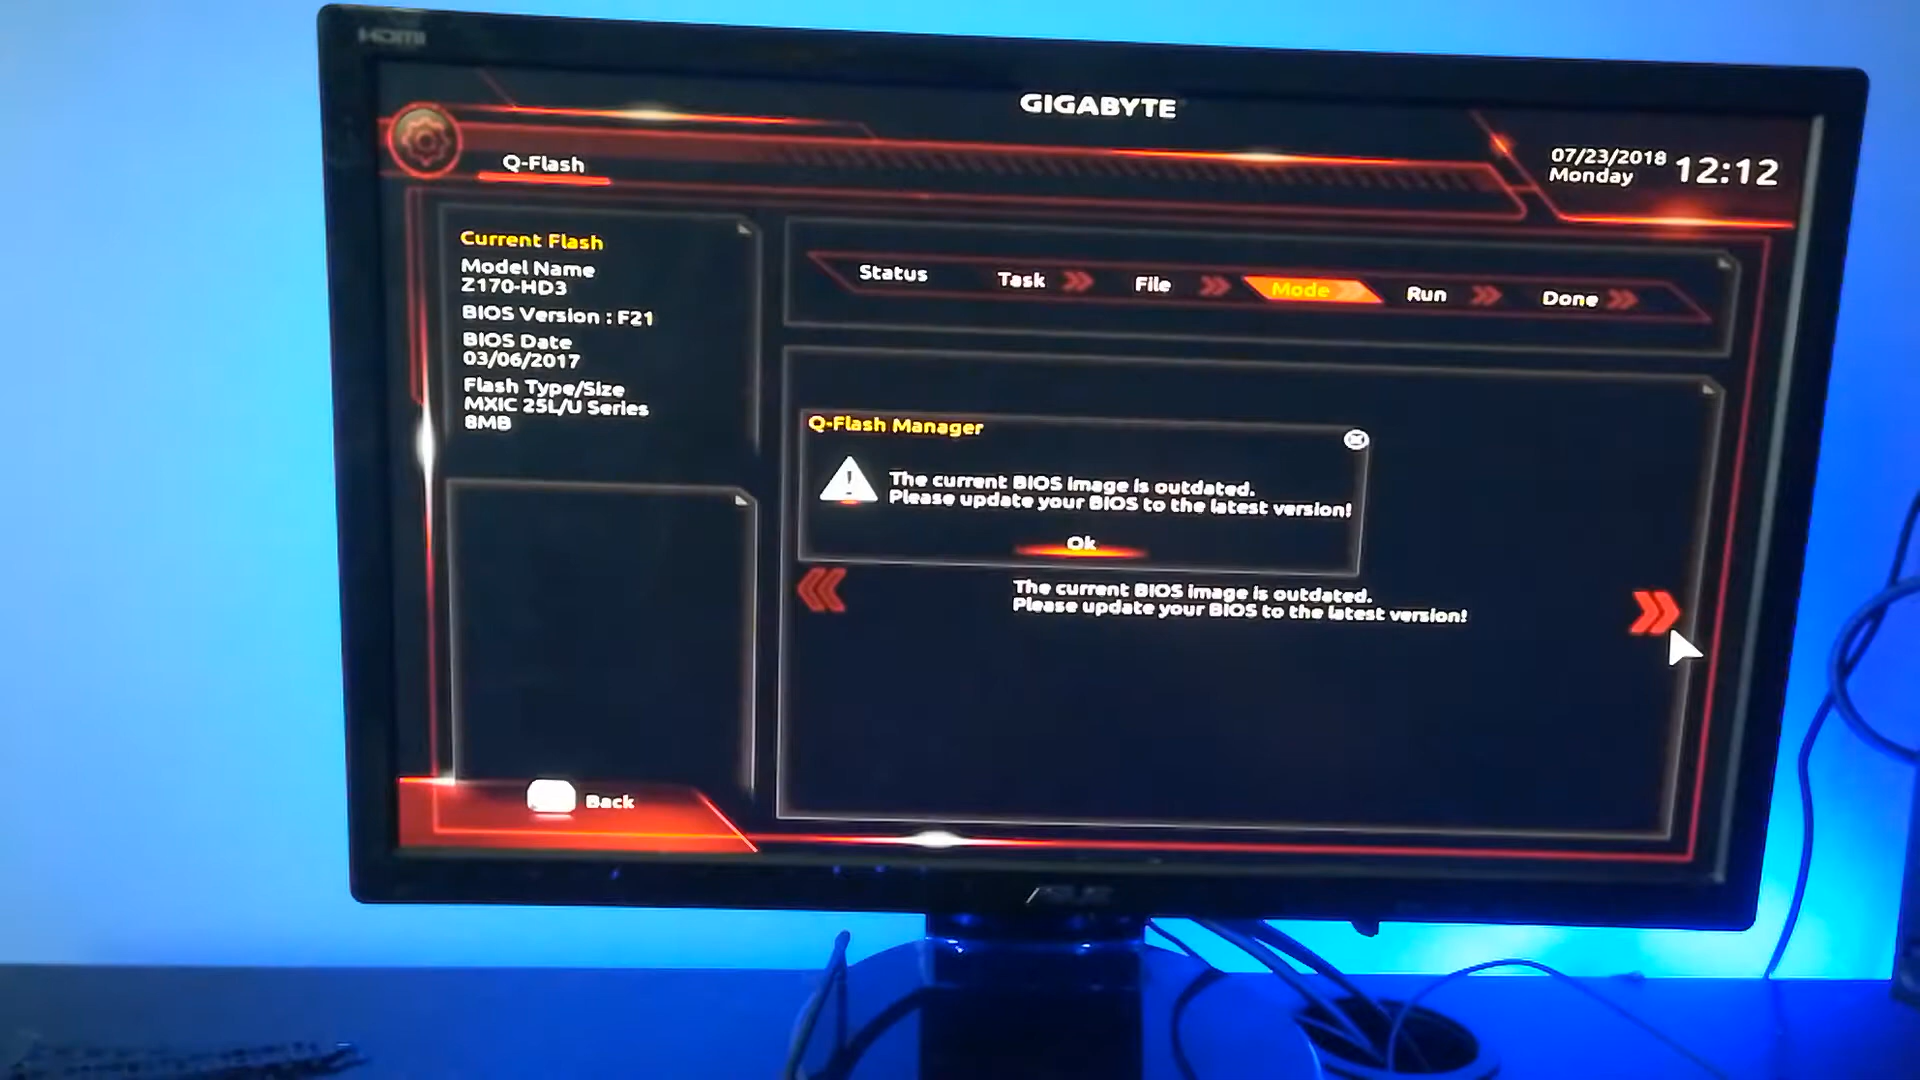 HDMI
GIGABYTE
Q-Flash
07/23/2018
Monday
12:12
Current Flash
Model Name
Z170-HD3
BIOS Version : F21
BIOS Date
03/06/2017
Flash Type/Size
MXIC 25L/U Series
8MB
Status
Task
File
Mode
Run
Done
Q-Flash Manager
The current BIOS image is outdated.
Please update your BIOS to the latest version!
Ok
The current BIOS image is outdated.
Please update your BIOS to the latest version!
Back
ASUS